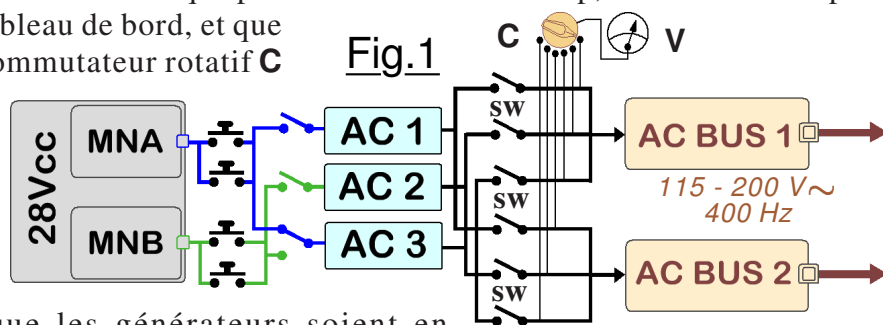 bleau de bord, et que
ommutateur rotatif C
Fig.1
C
V
28Vcc
MNA
MNB
AC 1
AC 2
AC 3
sw
sw
sw
AC BUS 1
115 - 200 V~
400 Hz
AC BUS 2
ue les générateurs soient en